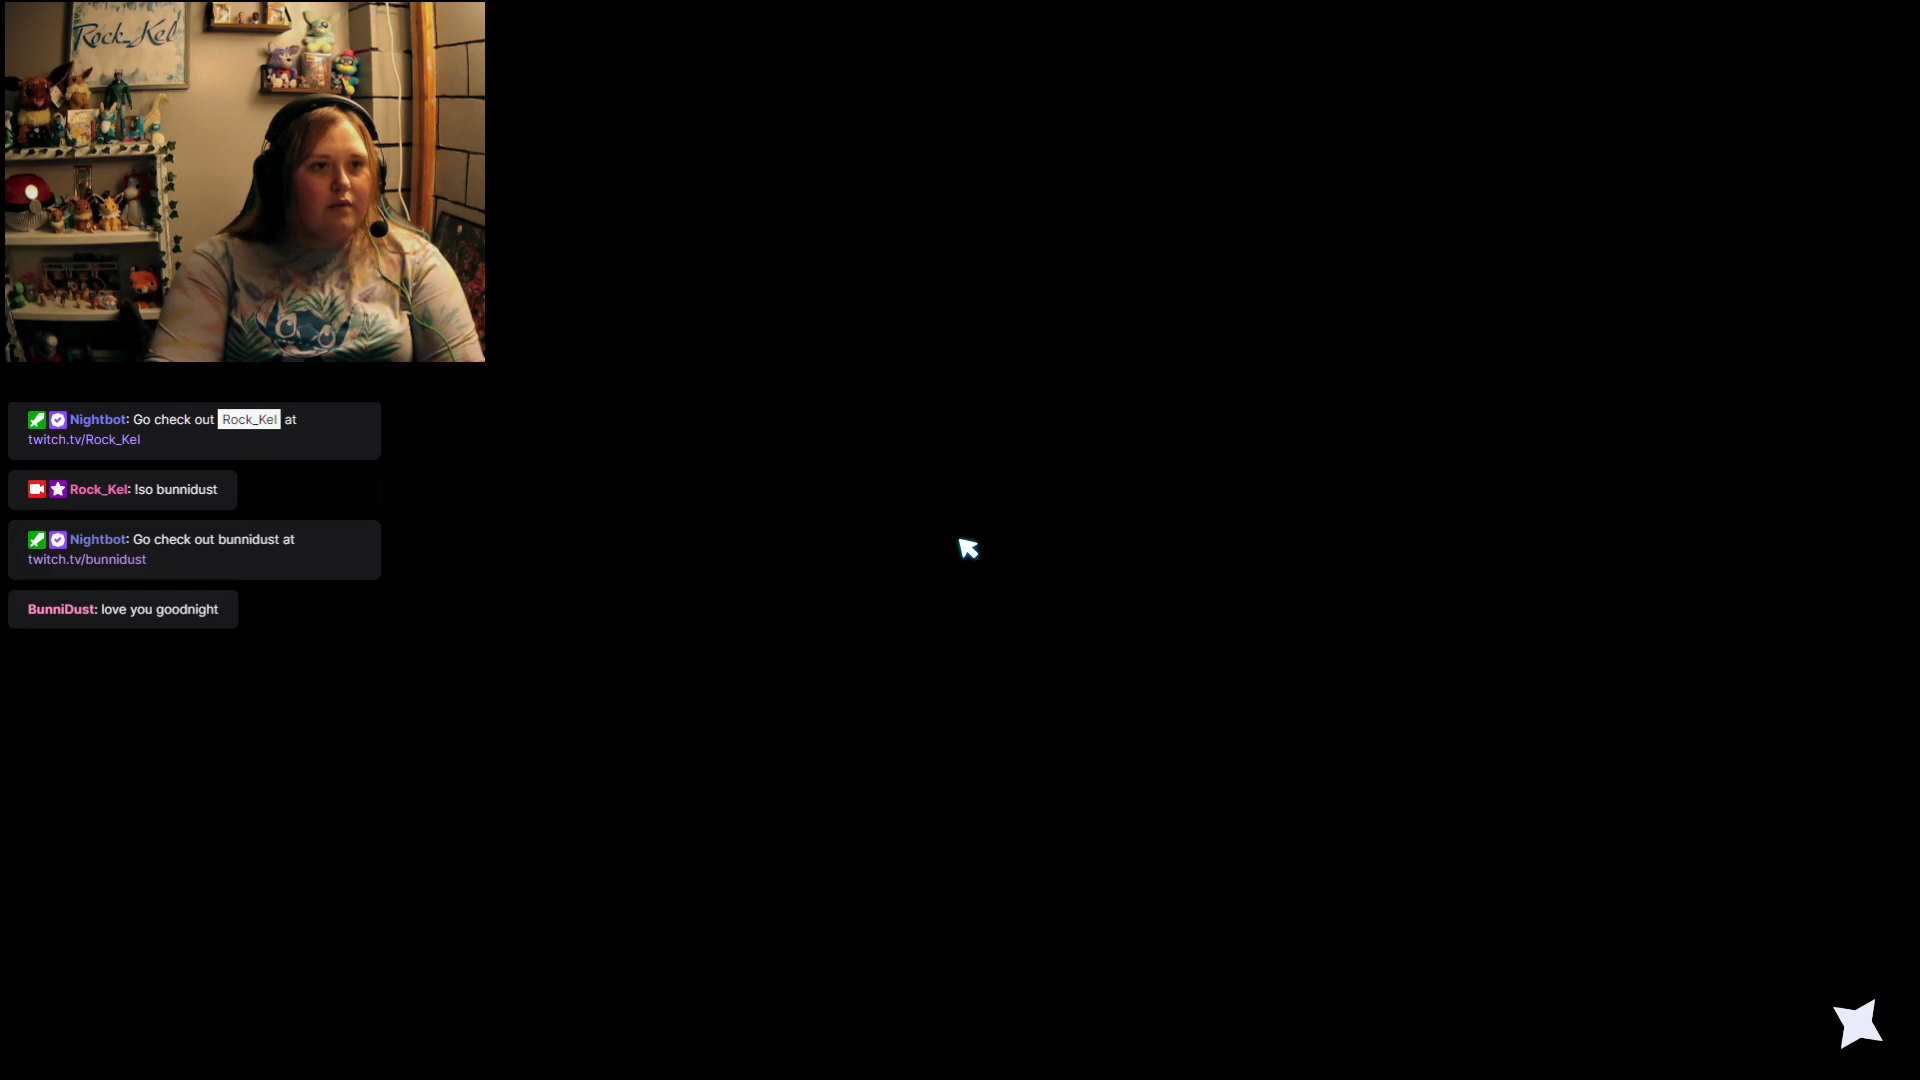 Rock_Kel
Nightbot: Go check out Rock_Kel at
twitch.tv/Rock_Kel
Rock_Kel: !so bunnidust
Nightbot: Go check out bunnidust at
twitch.tv/bunnidust
BunniDust: love you goodnight